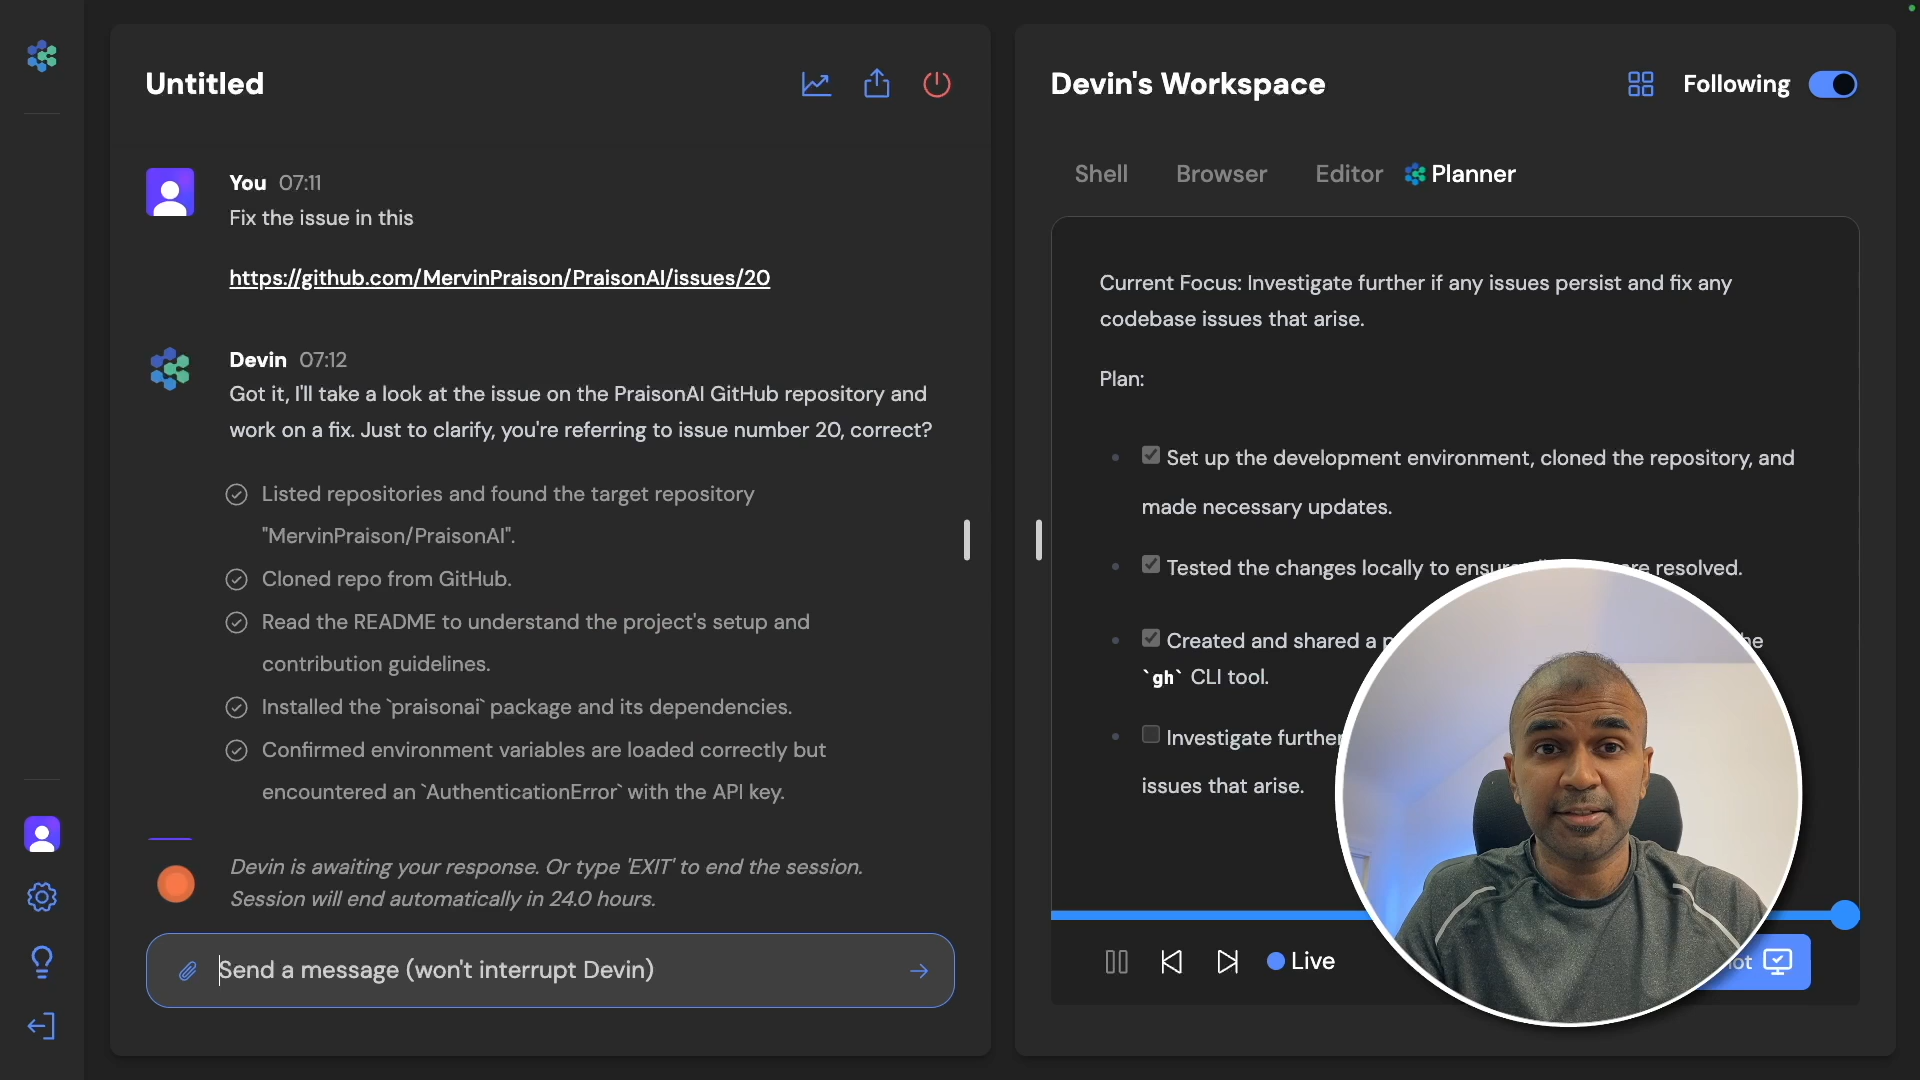 Untitled
You 07:11
Fix the issue in this
https://github.com/MervinPraison/PraisonAI/issues/20
Devin 07:12
Got it, I'll take a look at the issue on the PraisonAI GitHub repository and
work on a fix. Just to clarify, you're referring to issue number 20, correct?
Listed repositories and found the target repository
"MervinPraison/PraisonAI".
Cloned repo from GitHub.
Read the README to understand the project's setup and
contribution guidelines.
Installed the `praisonai` package and its dependencies.
Confirmed environment variables are loaded correctly but
encountered an `AuthenticationError` with the API key.
Devin is awaiting your response. Or type 'EXIT' to end the session.
Session will end automatically in 24.0 hours.
Send a message (won't interrupt Devin)
Devin's Workspace
Following
Shell Browser Editor Planner
Current Focus: Investigate further if any issues persist and fix any
codebase issues that arise.
Plan:
Set up the development environment, cloned the repository, and
made necessary updates.
Tested the changes locally to resolved.
Created and shared a
`gh` CLI tool.
Investigate further
issues that arise.
Live